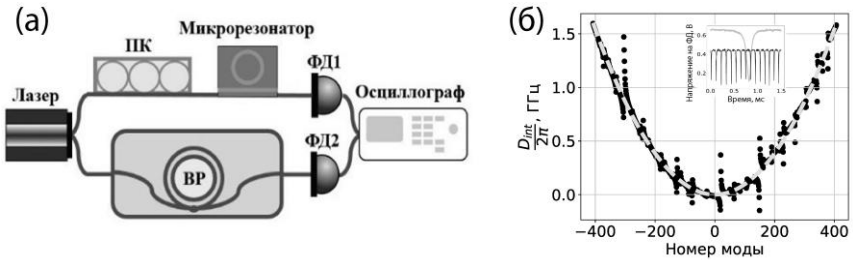 (а)
ПК
Микрорезонатор
Лазер
ФД1
Осциллограф
ФД2
ВР
(б)
D_int/2π, ГГц
1.5
1.0
0.5
0.0
−400
−200
0
200
400
Номер моды
Напряжение на ФД, В
0.6
0.4
0.2
0.0
0.5
1.0
1.5
Время, мс